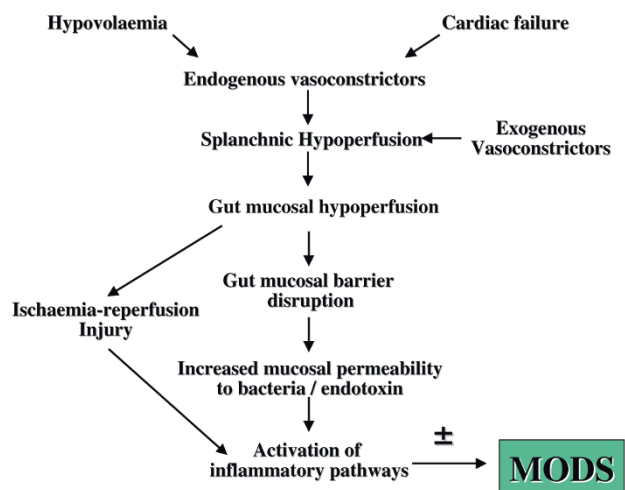 Hypovolaemia
Cardiac failure
Endogenous vasoconstrictors
Splanchnic Hypoperfusion
Exogenous
Vasoconstrictors
Gut mucosal hypoperfusion
Gut mucosal barrier
disruption
Ischaemia-reperfusion
Injury
Increased mucosal permeability
to bacteria / endotoxin
Activation of
inflammatory pathways
±
MODS